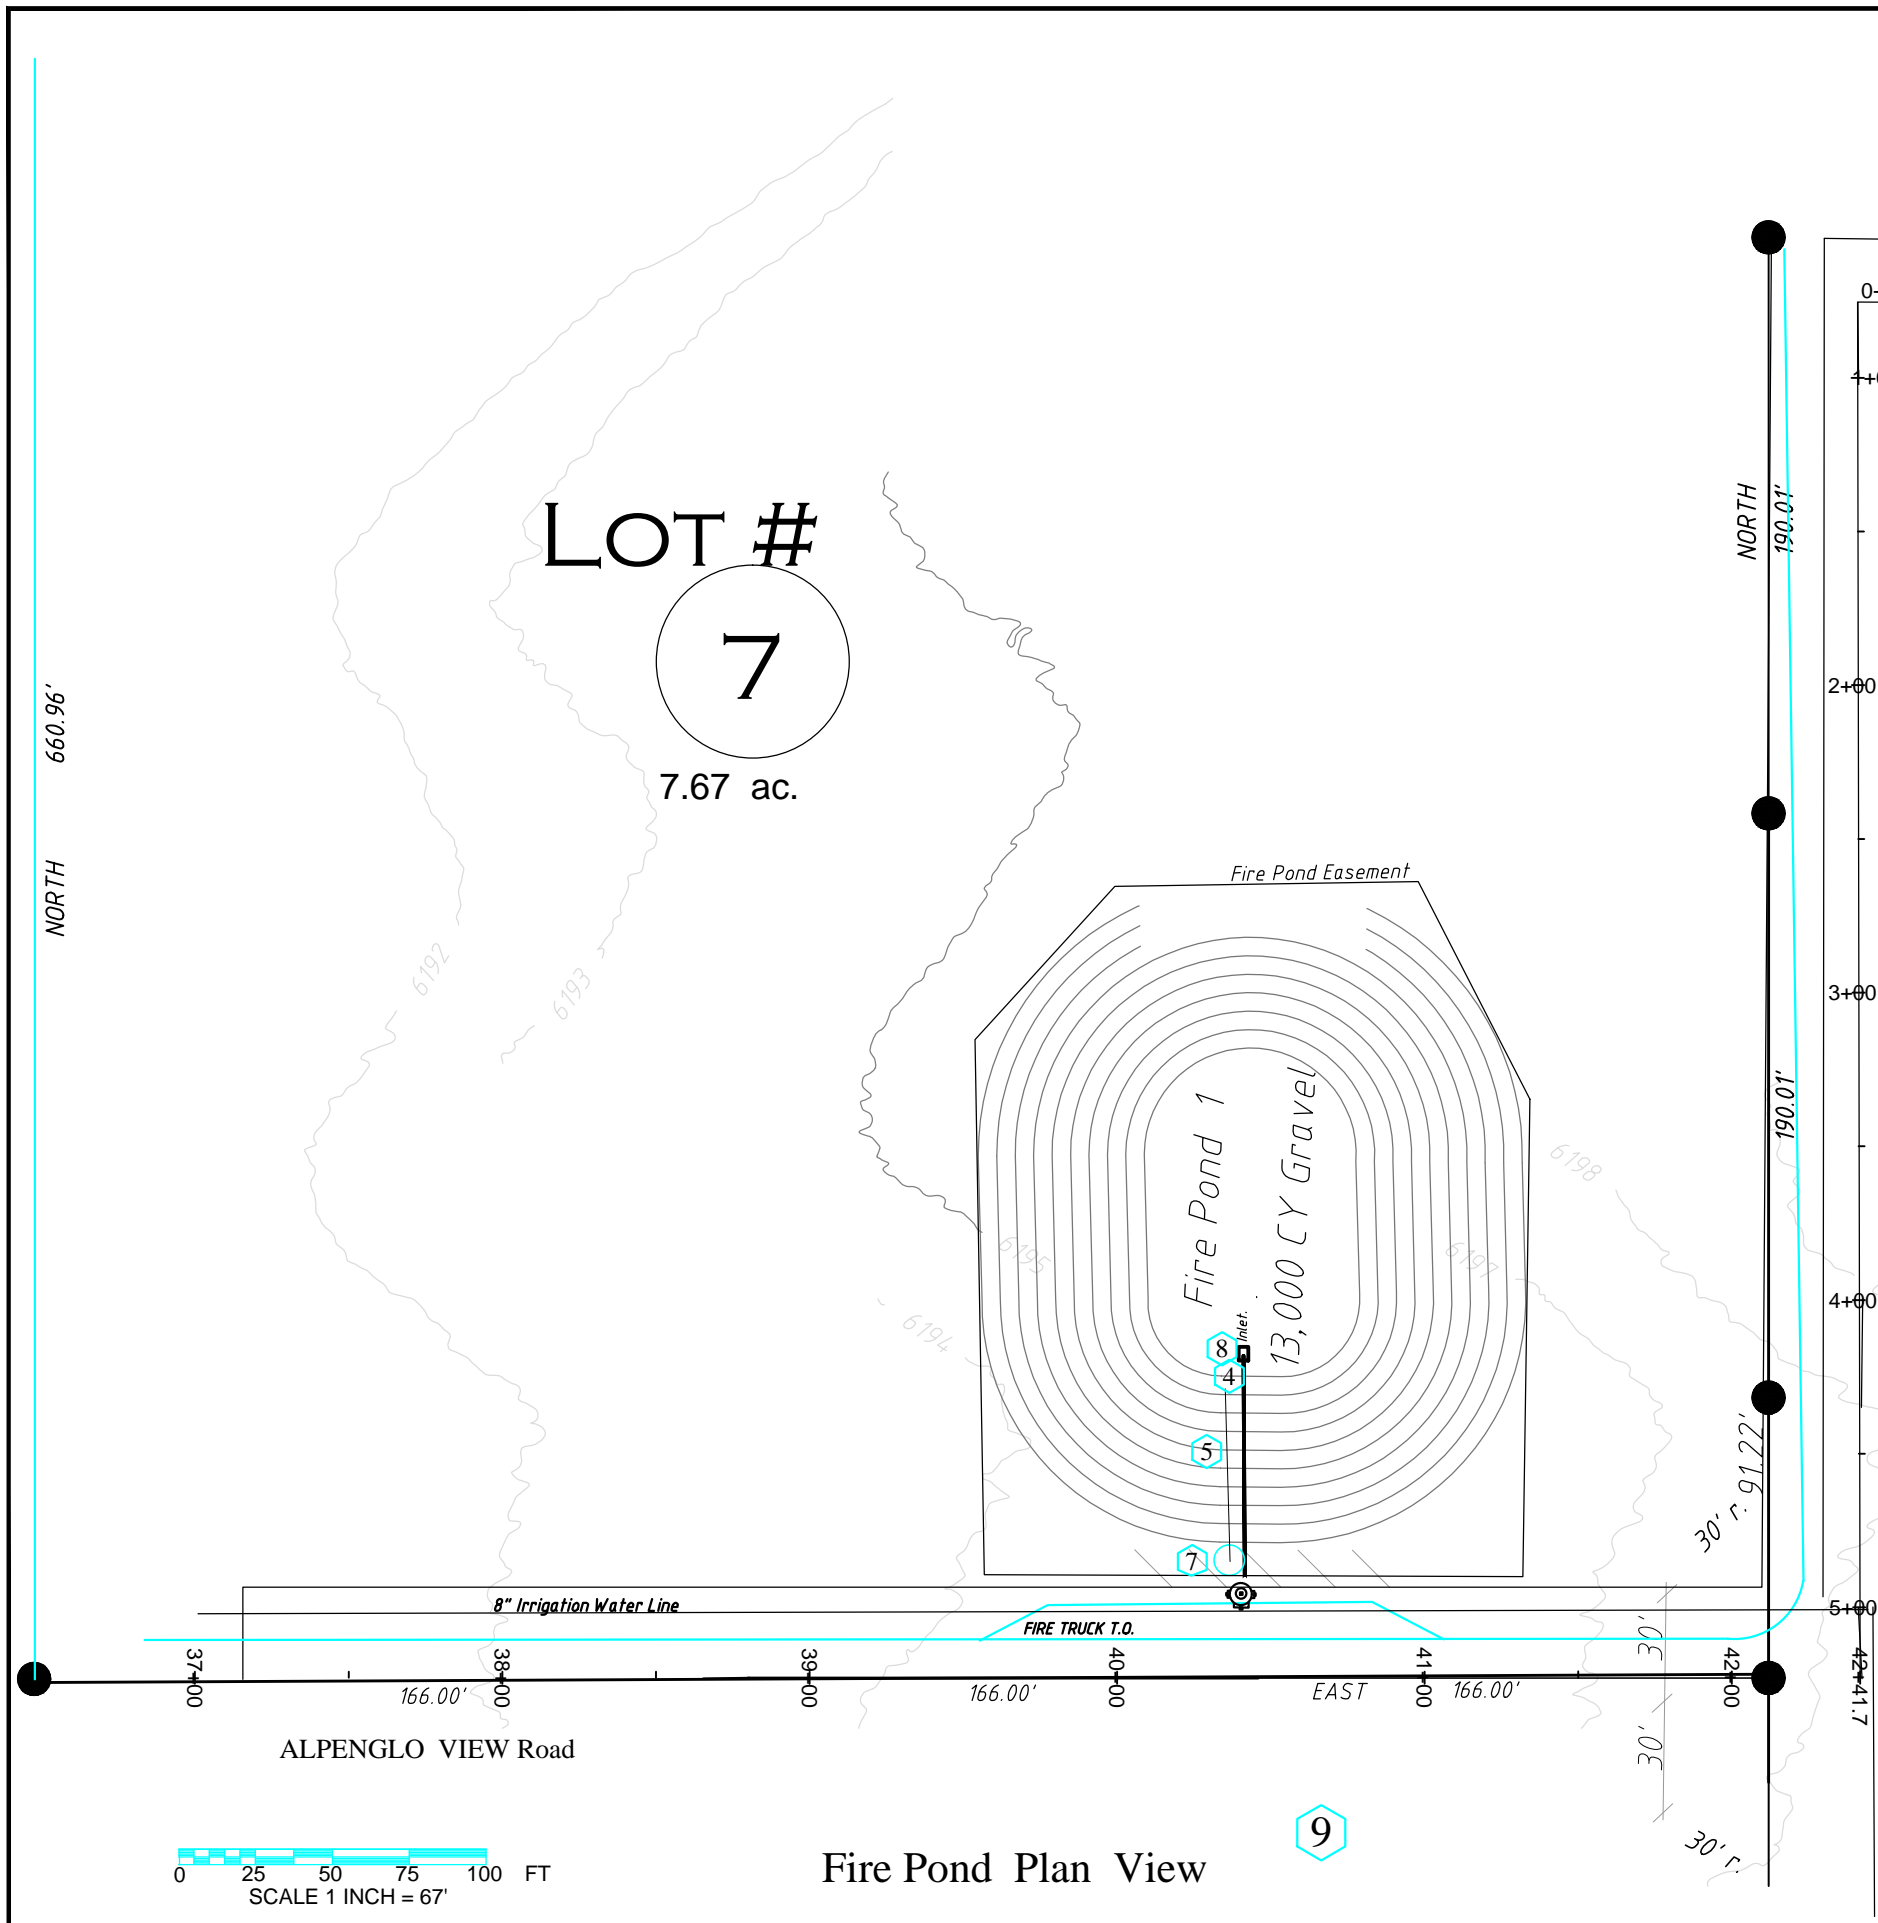 0-
1+0
NORTH
190.01'
LOT #
7
7.67 ac.
2+00
660.96'
NORTH
Fire Pond Easement
6192
6193
3+00
190.01'
Fire Pond 1
13,000 CY Gravel
6198
6195
6197
6194
4+00
Inlet.
8
4
5
7
91.22'
30' r.
8" Irrigation Water Line
5+00
FIRE TRUCK T.O.
30'
37+00
38+00
39+00
40+00
41+00
42+00
42+41.7
166.00'
166.00'
EAST
166.00'
30'
ALPENGLO VIEW Road
9
30' r.
0 25 50 75 100 FT
SCALE 1 INCH = 67'
Fire Pond Plan View